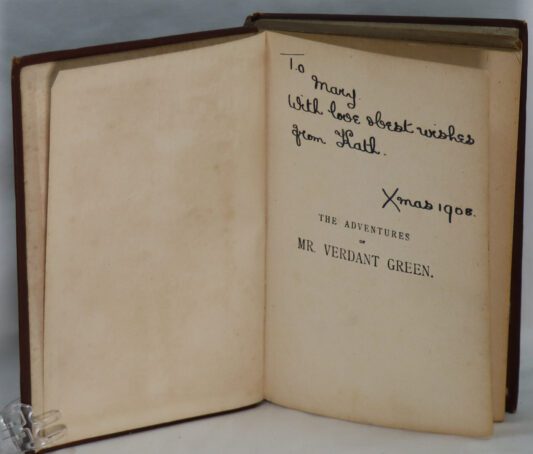 To Mary
With love & best wishes
from Kath.
Xmas 1908.
THE ADVENTURES
OF
MR. VERDANT GREEN.